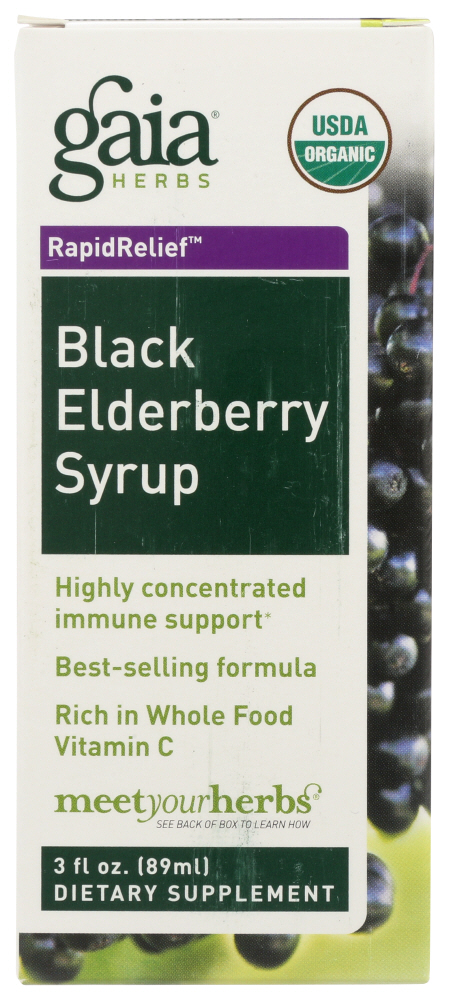 gaia®
HERBS
USDA
ORGANIC
RapidRelief™
Black
Elderberry
Syrup
Highly concentrated
immune support*
Best-selling formula
Rich in Whole Food
Vitamin C
meetyourherbs®
SEE BACK OF BOX TO LEARN HOW
3 fl oz. (89ml)
DIETARY SUPPLEMENT